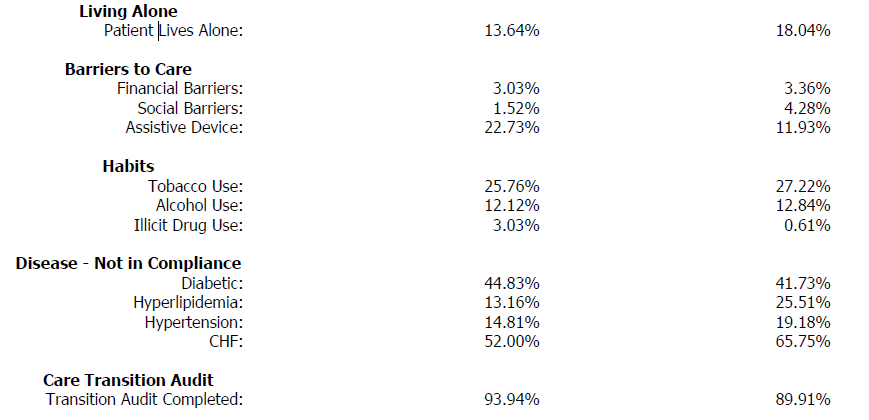 Living Alone
Patient Lives Alone: 13.64% 18.04%
Barriers to Care
Financial Barriers: 3.03% 3.36%
Social Barriers: 1.52% 4.28%
Assistive Device: 22.73% 11.93%
Habits
Tobacco Use: 25.76% 27.22%
Alcohol Use: 12.12% 12.84%
Illicit Drug Use: 3.03% 0.61%
Disease - Not in Compliance
Diabetic: 44.83% 41.73%
Hyperlipidemia: 13.16% 25.51%
Hypertension: 14.81% 19.18%
CHF: 52.00% 65.75%
Care Transition Audit
Transition Audit Completed: 93.94% 89.91%